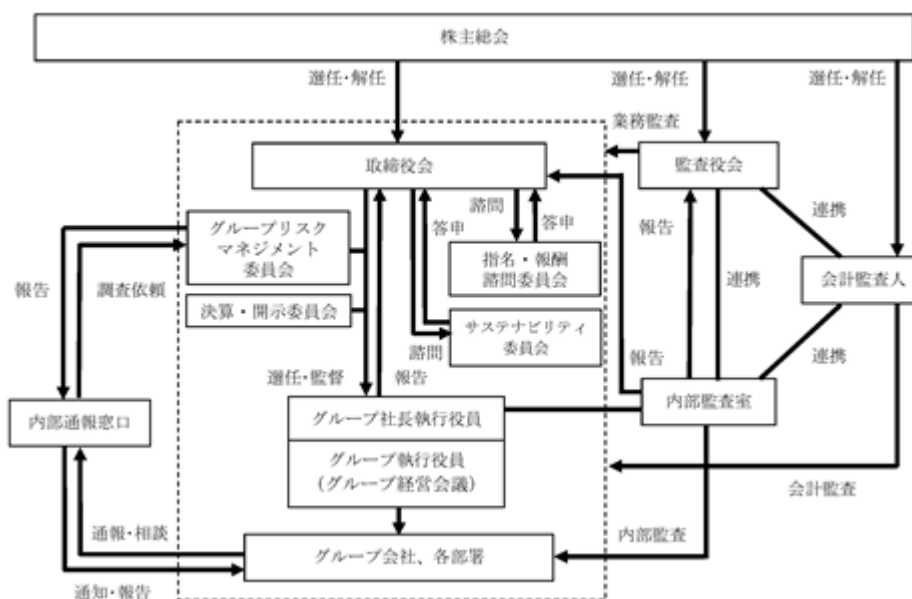 株主総会
選任・解任
選任・解任
選任・解任
業務監査
取締役会
監査役会
諮問
答申
答申
報告
連携
グループリスク
マネジメント
委員会
指名・報酬
諮問委員会
会計監査人
連携
報告
調査依頼
決算・開示委員会
サステナビリティ
委員会
諮問
連携
選任・監督
報告
報告
内部通報窓口
グループ社長執行役員
内部監査室
グループ執行役員
(グループ経営会議)
会計監査
通報・相談
内部監査
グループ会社、各部署
通知・報告